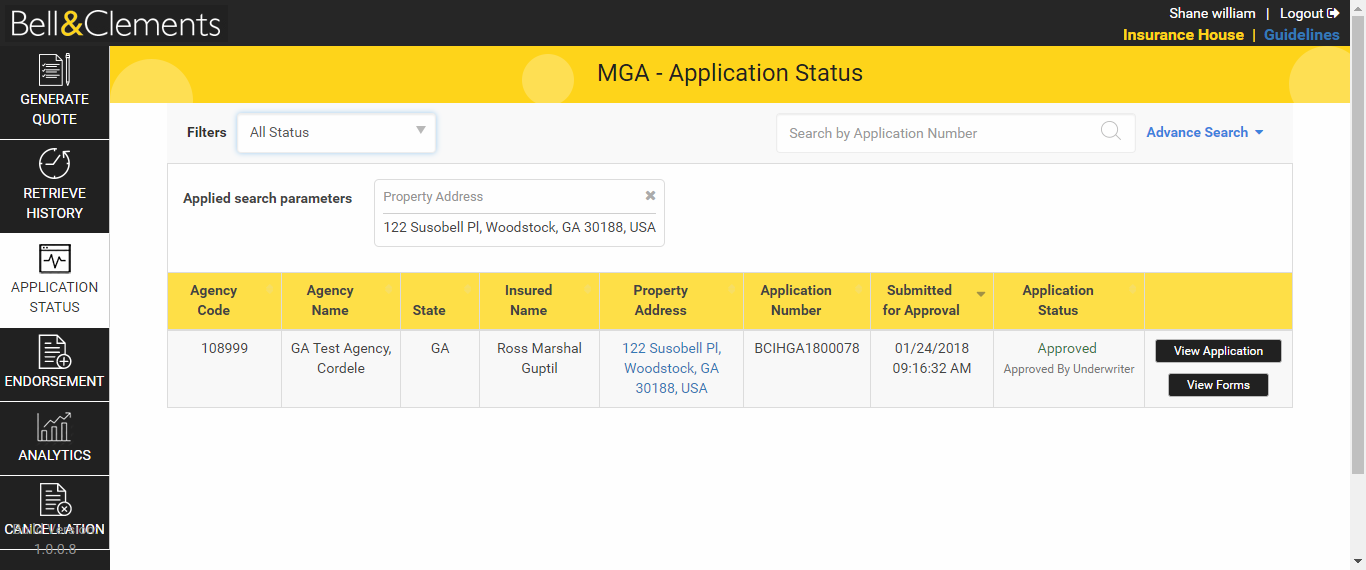 Bell&Clements
Shane william | Logout
Insurance House | Guidelines
MGA - Application Status
GENERATE
QUOTE
RETRIEVE
HISTORY
APPLICATION
STATUS
ENDORSEMENT
ANALYTICS
CANCELLATION
Build Version
1.0.0.8
Filters All Status Search by Application Number Advance Search
Applied search parameters
Property Address
122 Susobell Pl, Woodstock, GA 30188, USA
Agency Agency Insured Property Application Submitted Application
Code Name State Name Address Number for Approval Status
108999 GA Test Agency, GA Ross Marshal 122 Susobell Pl, BCIHGA1800078 01/24/2018 Approved View Application
Cordele Guptil Woodstock, GA 09:16:32 AM Approved By Underwriter
30188, USA View Forms